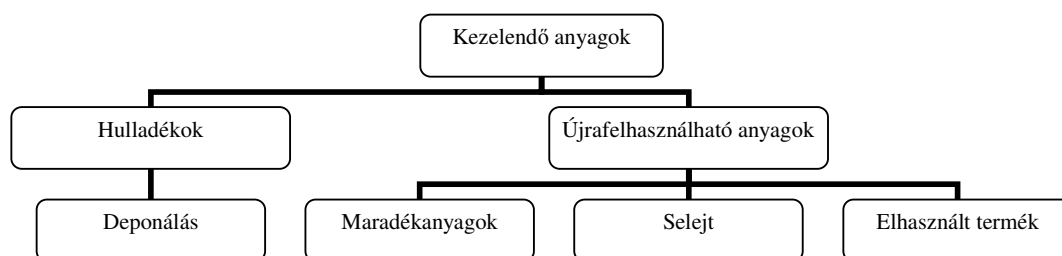 Kezelendő anyagok
Hulladékok
Újrafelhasználható anyagok
Deponálás
Maradékanyagok
Selejt
Elhasznált termék